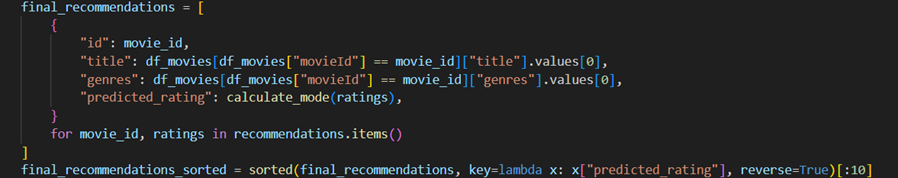 final_recommendations = [
    {
        "id": movie_id,
        "title": df_movies[df_movies["movieId"] == movie_id]["title"].values[0],
        "genres": df_movies[df_movies["movieId"] == movie_id]["genres"].values[0],
        "predicted_rating": calculate_mode(ratings),
    }
    for movie_id, ratings in recommendations.items()
]
final_recommendations_sorted = sorted(final_recommendations, key=lambda x: x["predicted_rating"], reverse=True)[:10]